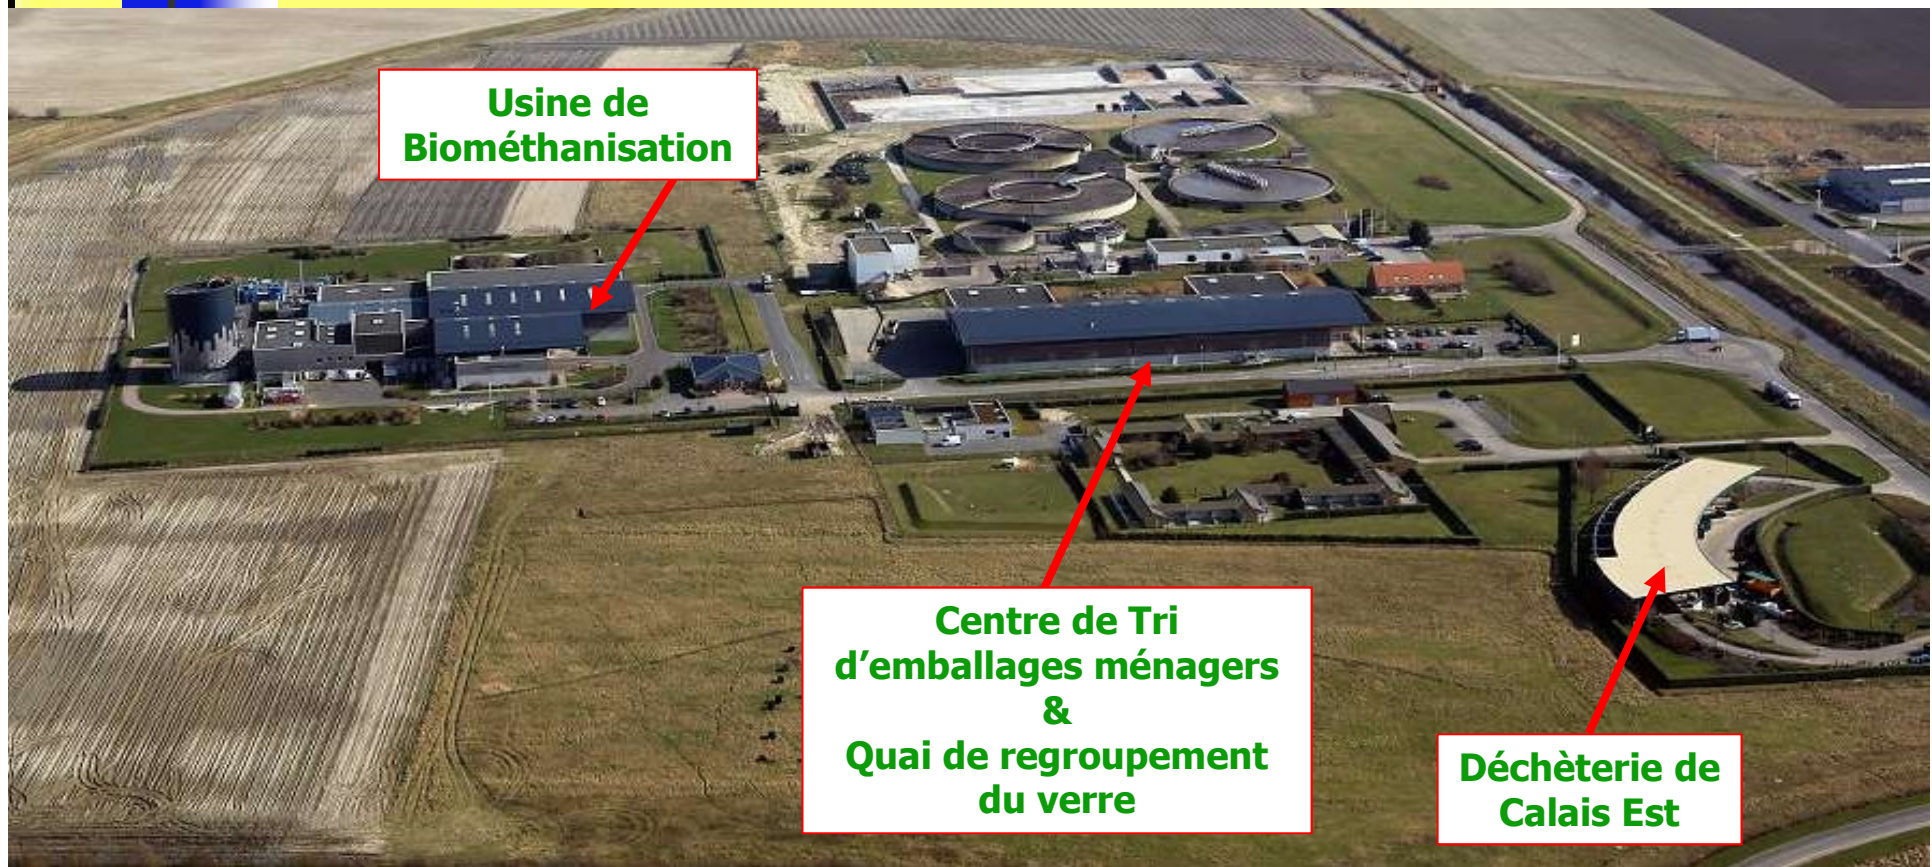 Usine de
Biométhanisation
Centre de Tri
d’emballages ménagers
&
Quai de regroupement
du verre
Déchèterie de
Calais Est